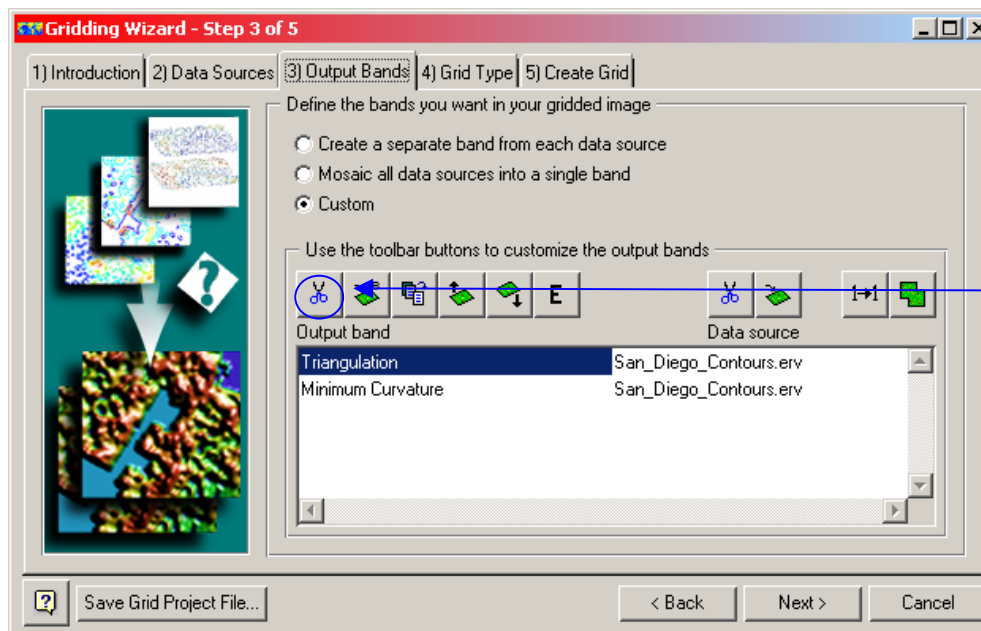 Gridding Wizard - Step 3 of 5
1) Introduction 2) Data Sources 3) Output Bands 4) Grid Type 5) Create Grid
Define the bands you want in your gridded image
Create a separate band from each data source
Mosaic all data sources into a single band
Custom
Use the toolbar buttons to customize the output bands
E 1→1
Output band Data source
Triangulation San_Diego_Contours.erv
Minimum Curvature San_Diego_Contours.erv
? Save Grid Project File... < Back Next > Cancel